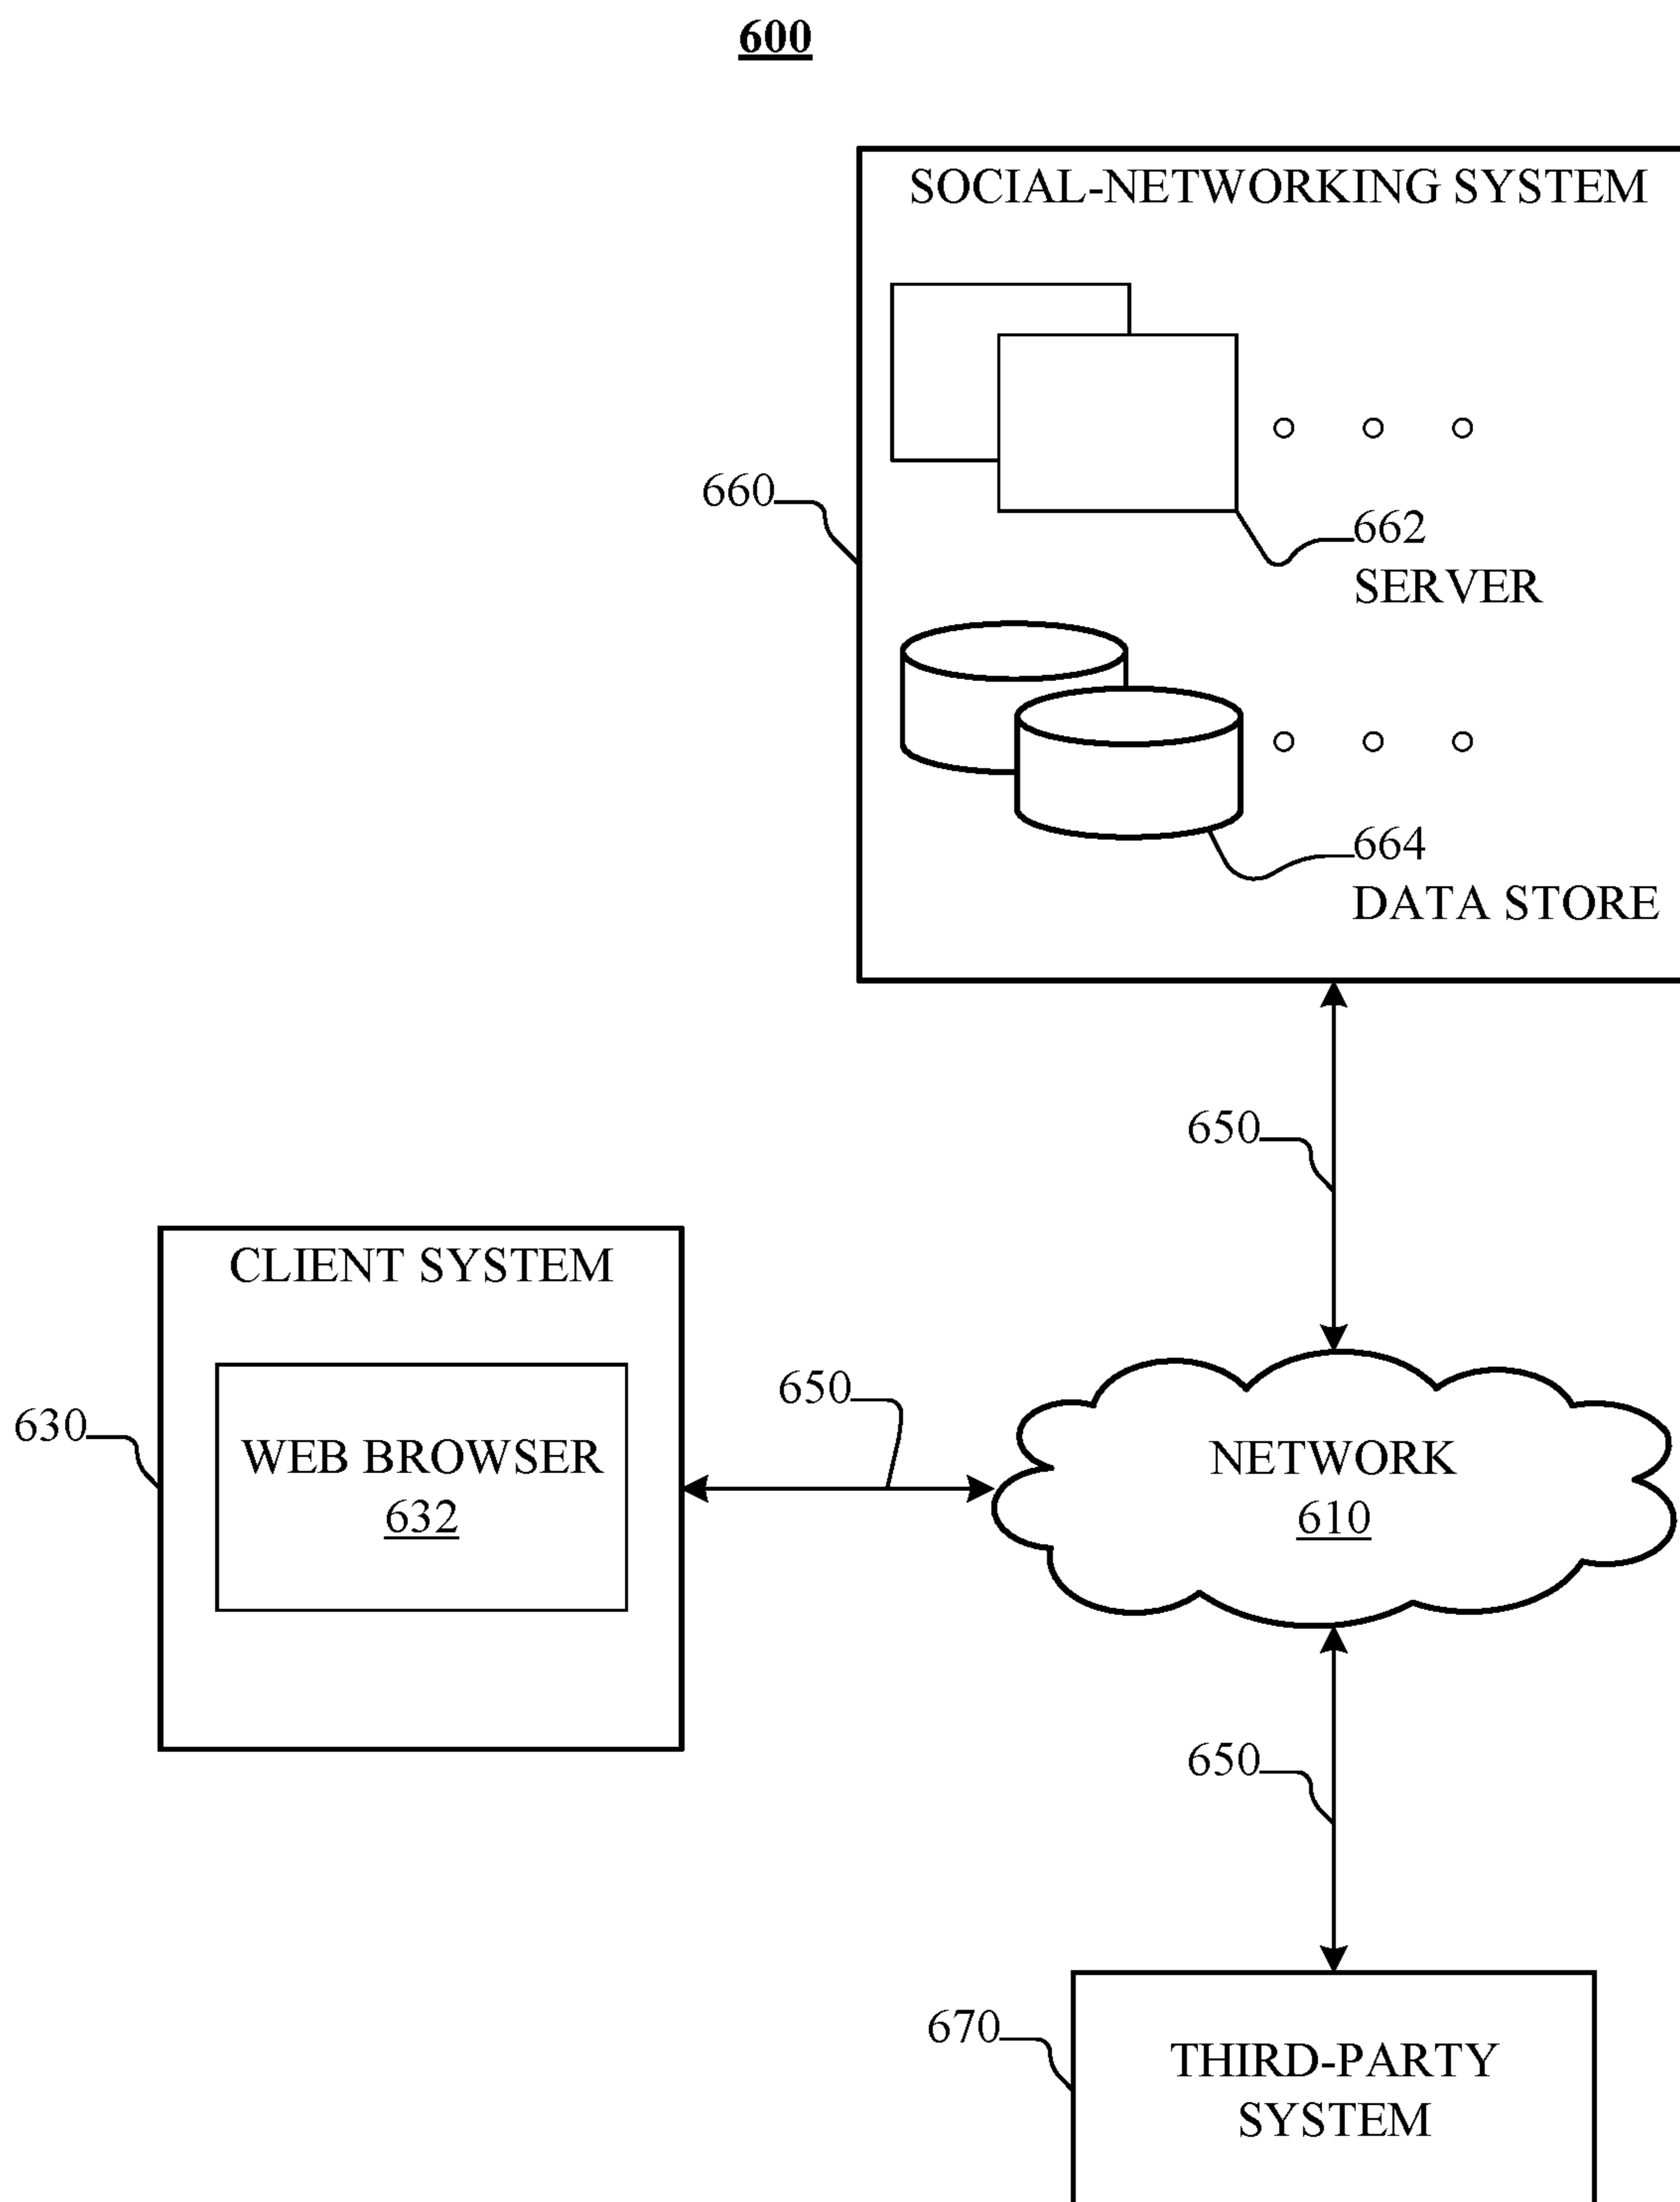 600
SOCIAL-NETWORKING SYSTEM
660
662
SERVER
664
DATA STORE
650
CLIENT SYSTEM
630
WEB BROWSER
632
650
NETWORK
610
650
670
THIRD-PARTY
SYSTEM